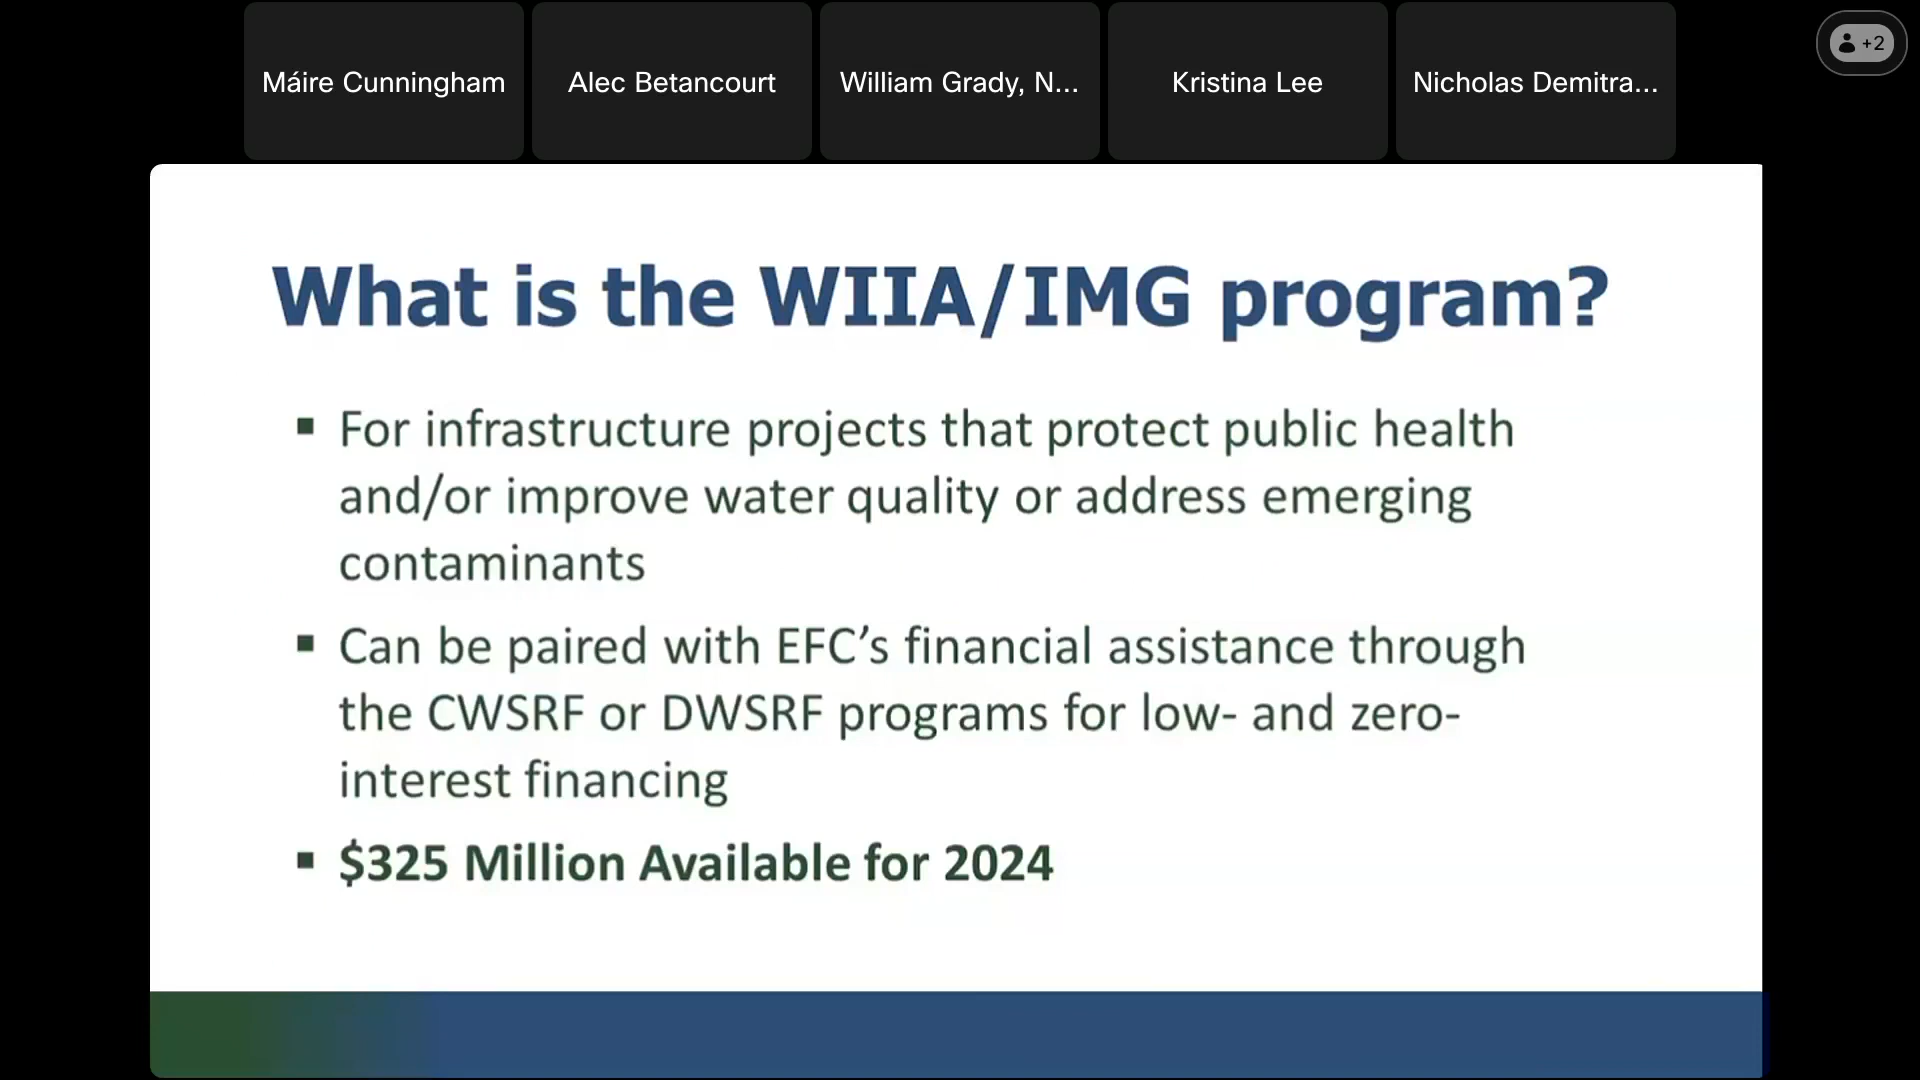 Máire Cunningham
Alec Betancourt
William Grady, N...
Kristina Lee
Nicholas Demitra...
+2
What is the WIIA/IMG program?
▪ For infrastructure projects that protect public health
and/or improve water quality or address emerging
contaminants
▪ Can be paired with EFC’s financial assistance through
the CWSRF or DWSRF programs for low- and zero-
interest financing
▪ $325 Million Available for 2024